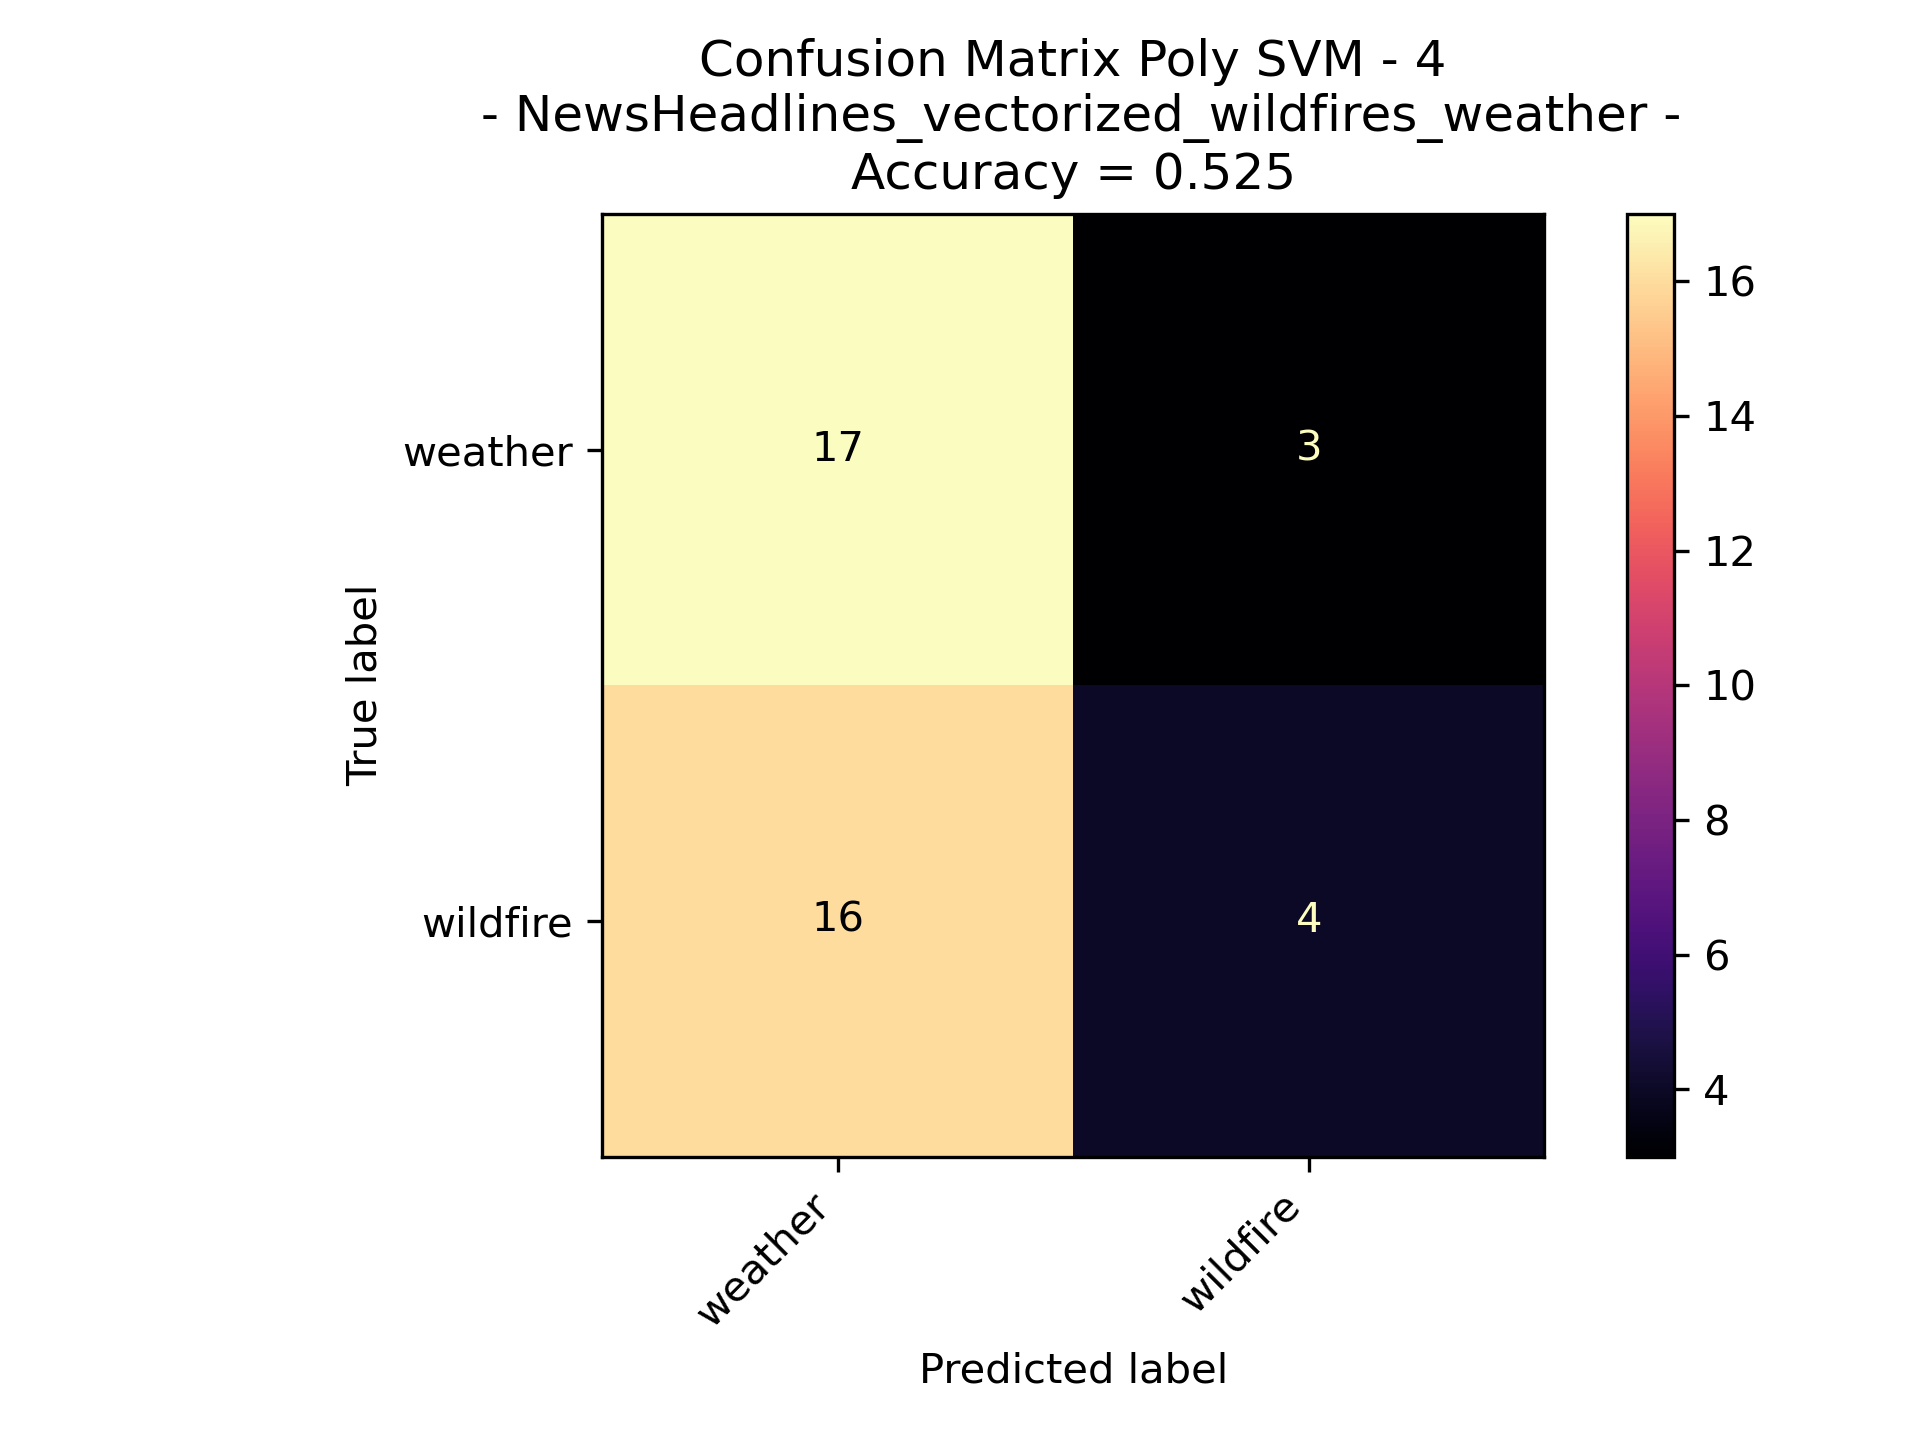 Confusion Matrix Poly SVM - 4
- NewsHeadlines_vectorized_wildfires_weather -
Accuracy = 0.525
16
weather
17
3
14
12
True label
10
8
wildfire
16
4
6
4
weather
wildfire
Predicted label